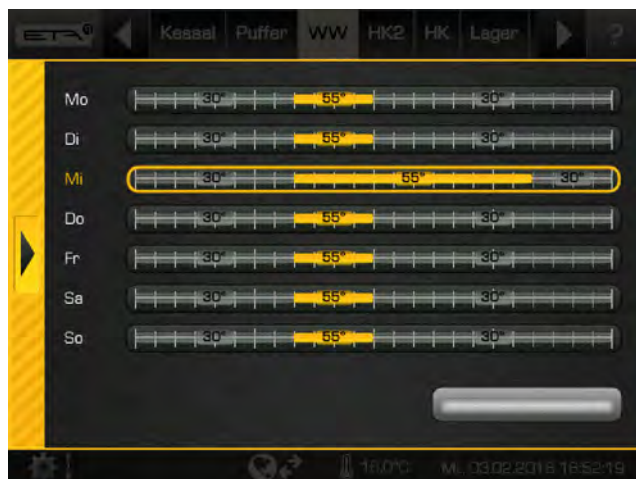 ETA Kessel Puffer WW HK2 HK Lager ?
Mo 30° 55° 30°
Di 30° 55° 30°
Mi 30° 55° 30°
Do 30° 55° 30°
Fr 30° 55° 30°
Sa 30° 55° 30°
So 30° 55° 30°
16.0°C Mi., 03.02.2016 16:52:19